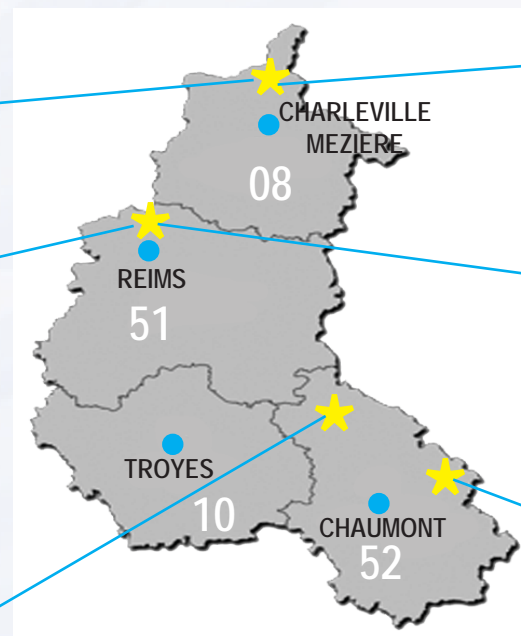 CHARLEVILLE
MEZIERE
08
REIMS
51
TROYES
10
CHAUMONT
52